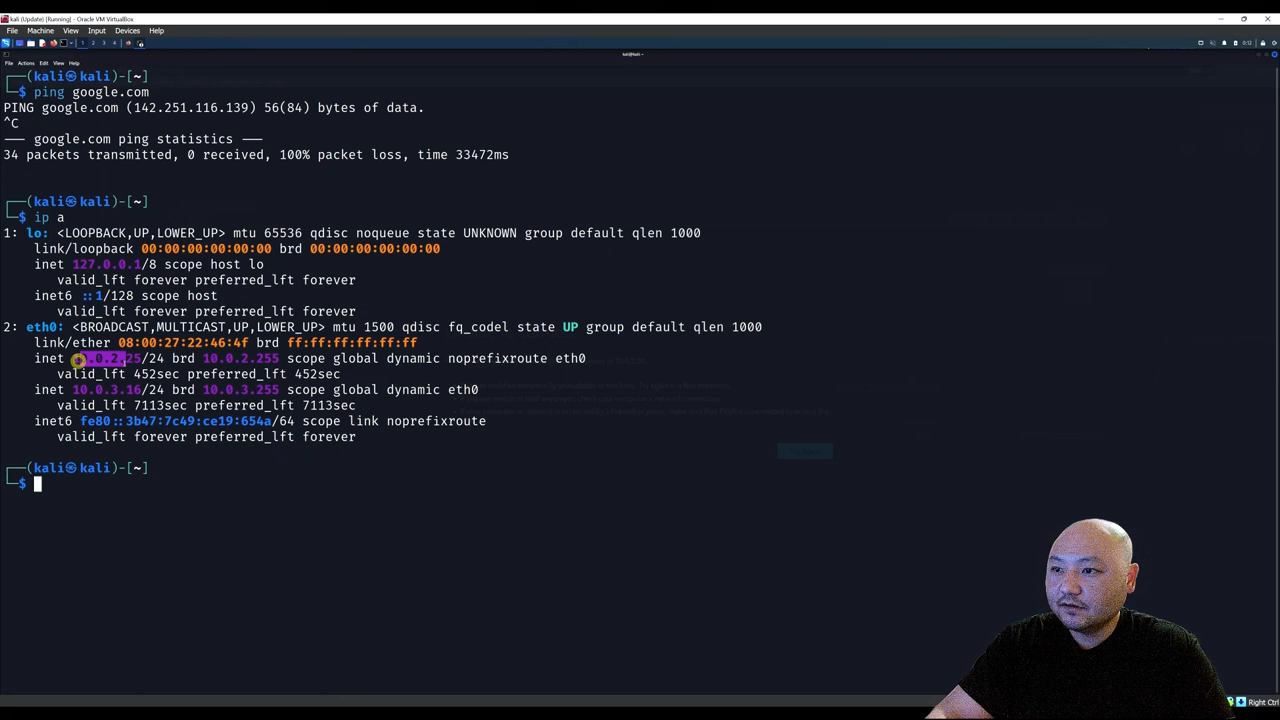 kali (Update) [Running] - Oracle VM VirtualBox
File Machine View Input Devices Help
1 2 3 4
0:12
kali@kali: ~
File Actions Edit View Help
┌──(kali㉿kali)-[~]
└─$ ping google.com
PING google.com (142.251.116.139) 56(84) bytes of data.
^C
--- google.com ping statistics ---
34 packets transmitted, 0 received, 100% packet loss, time 33472ms
┌──(kali㉿kali)-[~]
└─$ ip a
1: lo: <LOOPBACK,UP,LOWER_UP> mtu 65536 qdisc noqueue state UNKNOWN group default qlen 1000
link/loopback 00:00:00:00:00:00 brd 00:00:00:00:00:00
inet 127.0.0.1/8 scope host lo
valid_lft forever preferred_lft forever
inet6 ::1/128 scope host
valid_lft forever preferred_lft forever
2: eth0: <BROADCAST,MULTICAST,UP,LOWER_UP> mtu 1500 qdisc fq_codel state UP group default qlen 1000
link/ether 08:00:27:22:46:4f brd ff:ff:ff:ff:ff:ff
inet 10.0.2.25/24 brd 10.0.2.255 scope global dynamic noprefixroute eth0
valid_lft 452sec preferred_lft 452sec
inet 10.0.3.16/24 brd 10.0.3.255 scope global dynamic eth0
valid_lft 7113sec preferred_lft 7113sec
inet6 fe80::3b47:7c49:ce19:654a/64 scope link noprefixroute
valid_lft forever preferred_lft forever
┌──(kali㉿kali)-[~]
└─$
Right Ctrl